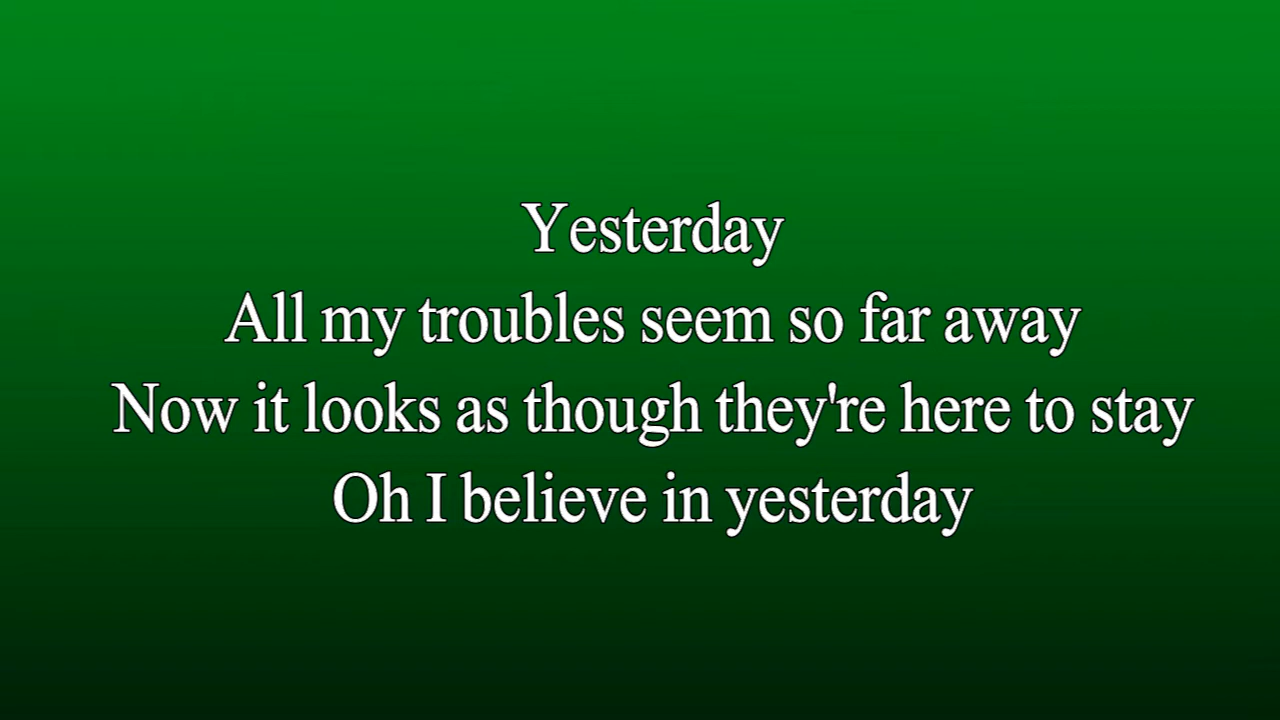 Yesterday
All my troubles seem so far away
Now it looks as though they're here to stay
Oh I believe in yesterday